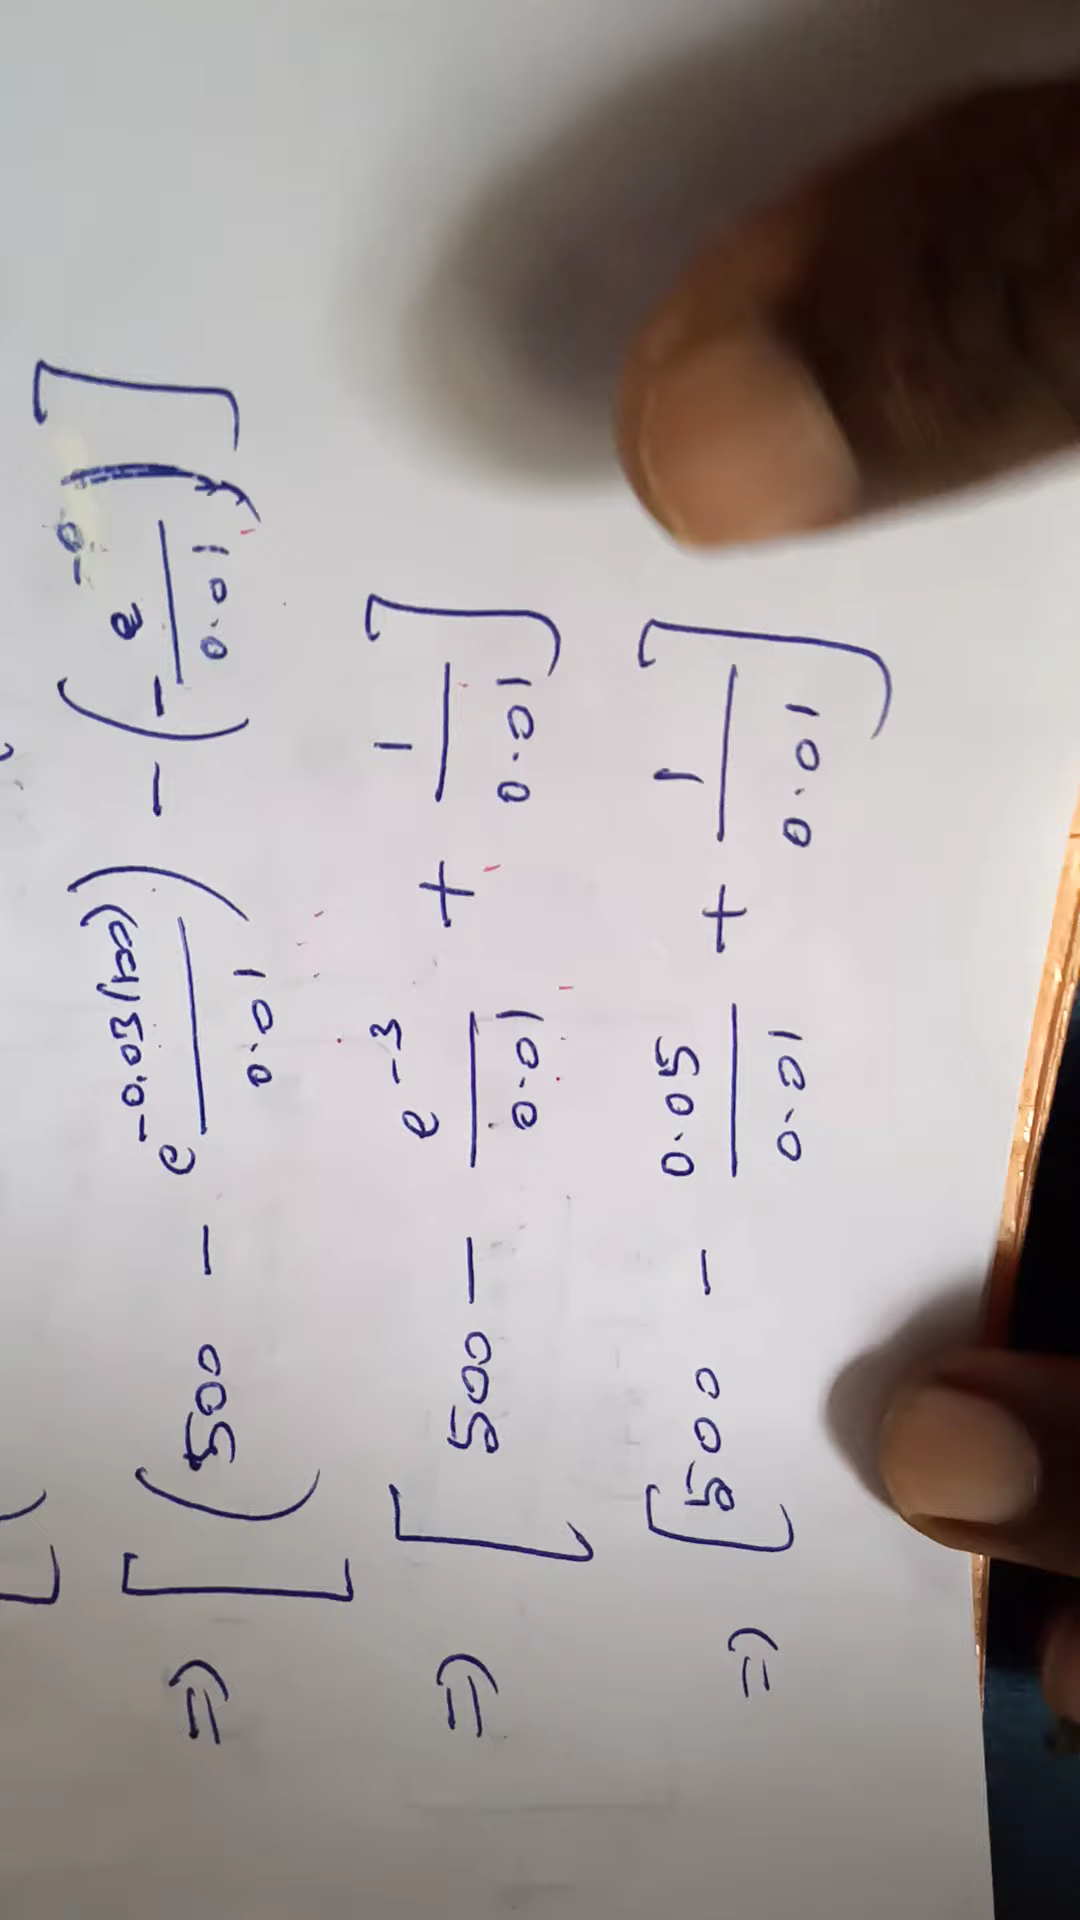 => [(500 - e^{-0.03(100)}/0.01) - (- e^{-0}/0.01)]
=> [500 - e^{-3}/0.01 + 1/0.01]
=> [500 - 0.05/0.01 + 1/0.01]